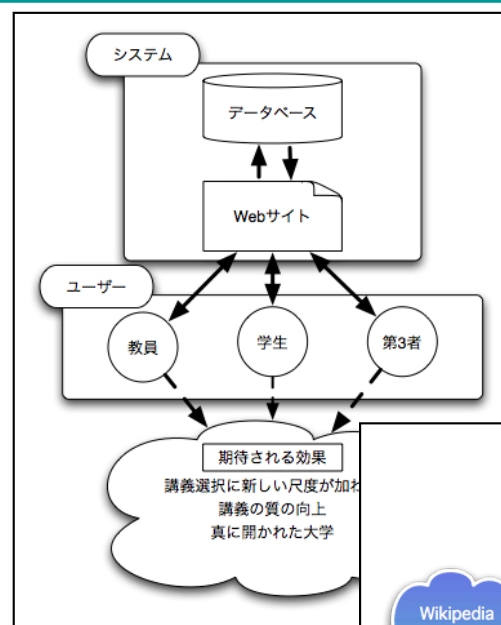 システム
データベース
Webサイト
ユーザー
教員
学生
第3者
期待される効果
講義選択に新しい尺度が加わ
講義の質の向上
真に開かれた大学
Wikipedia